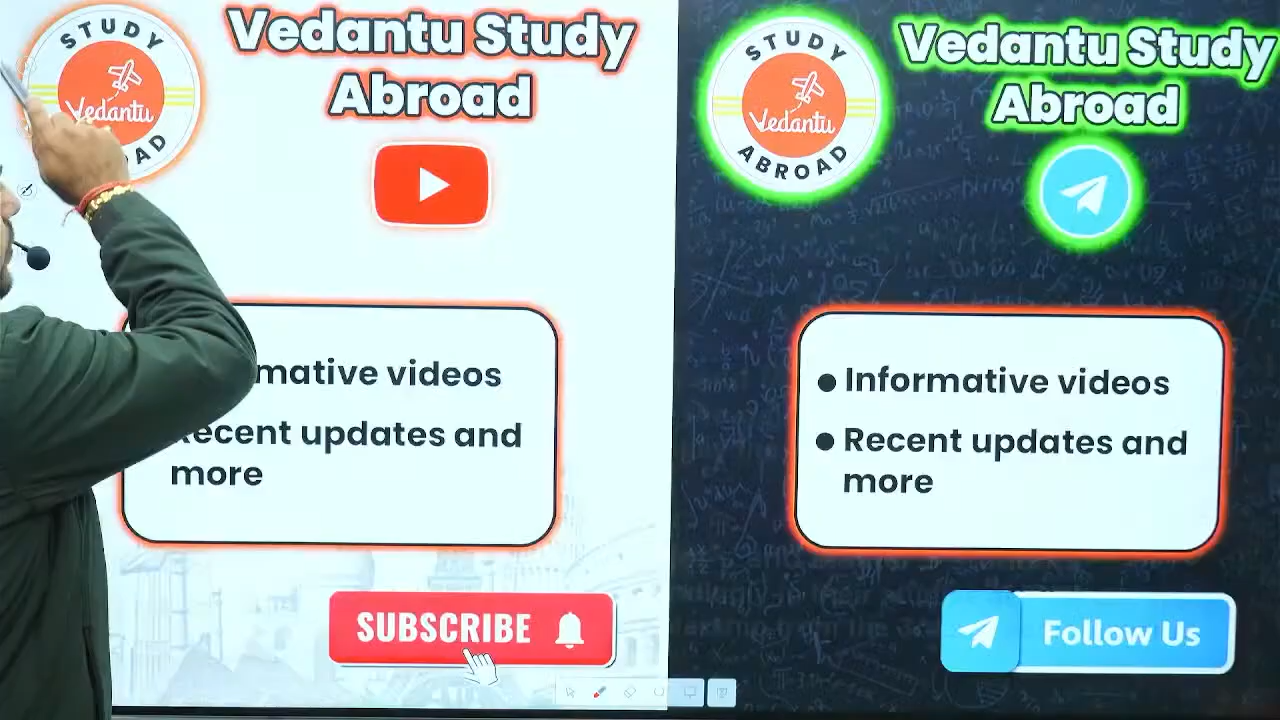 STUDY
Vedantu
AD
Vedantu Study
Abroad
mative videos
Recent updates and
more
SUBSCRIBE
STUDY
Vedantu
ABROAD
Vedantu Study
Abroad
● Informative videos
● Recent updates and
more
Follow Us